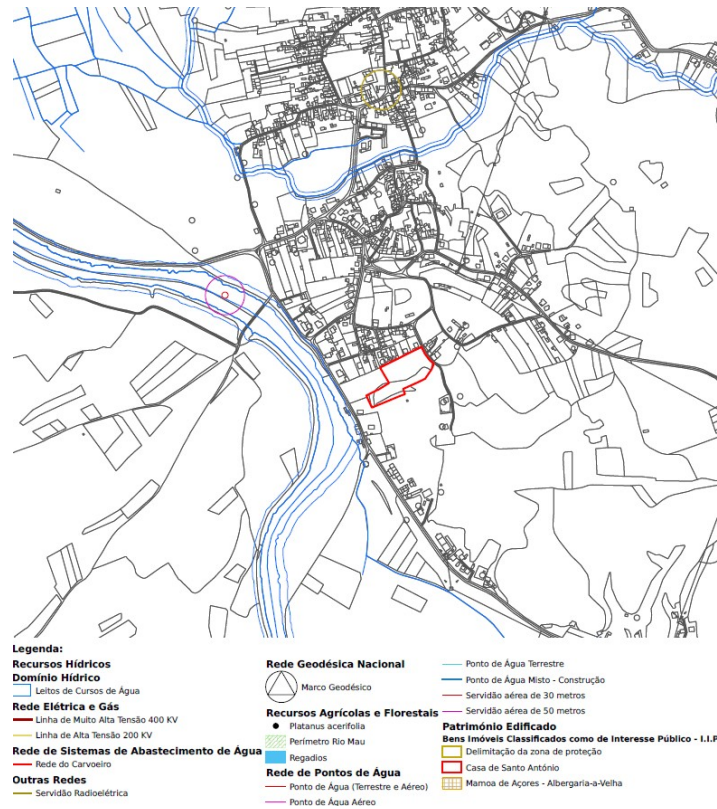 Legenda:
Recursos Hídricos
Domínio Hídrico
Leitos de Cursos de Água
Rede Elétrica e Gás
Linha de Muito Alta Tensão 400 KV
Linha de Alta Tensão 200 KV
Rede de Sistemas de Abastecimento de Água
Rede do Carvoeiro
Outras Redes
Servidão Radioelétrica
Rede Geodésica Nacional
Marco Geodésico
Recursos Agrícolas e Florestais
Platanus acerifolia
Perímetro Rio Mau
Regadios
Rede de Pontos de Água
Ponto de Água (Terrestre e Aéreo)
Ponto de Água Aéreo
Ponto de Água Terrestre
Ponto de Água Misto - Construção
Servidão aérea de 30 metros
Servidão aérea de 50 metros
Património Edificado
Bens Imóveis Classificados como de Interesse Público - I.I.P
Delimitação da zona de proteção
Casa de Santo António
Mamoa de Açores - Albergaria-a-Velha